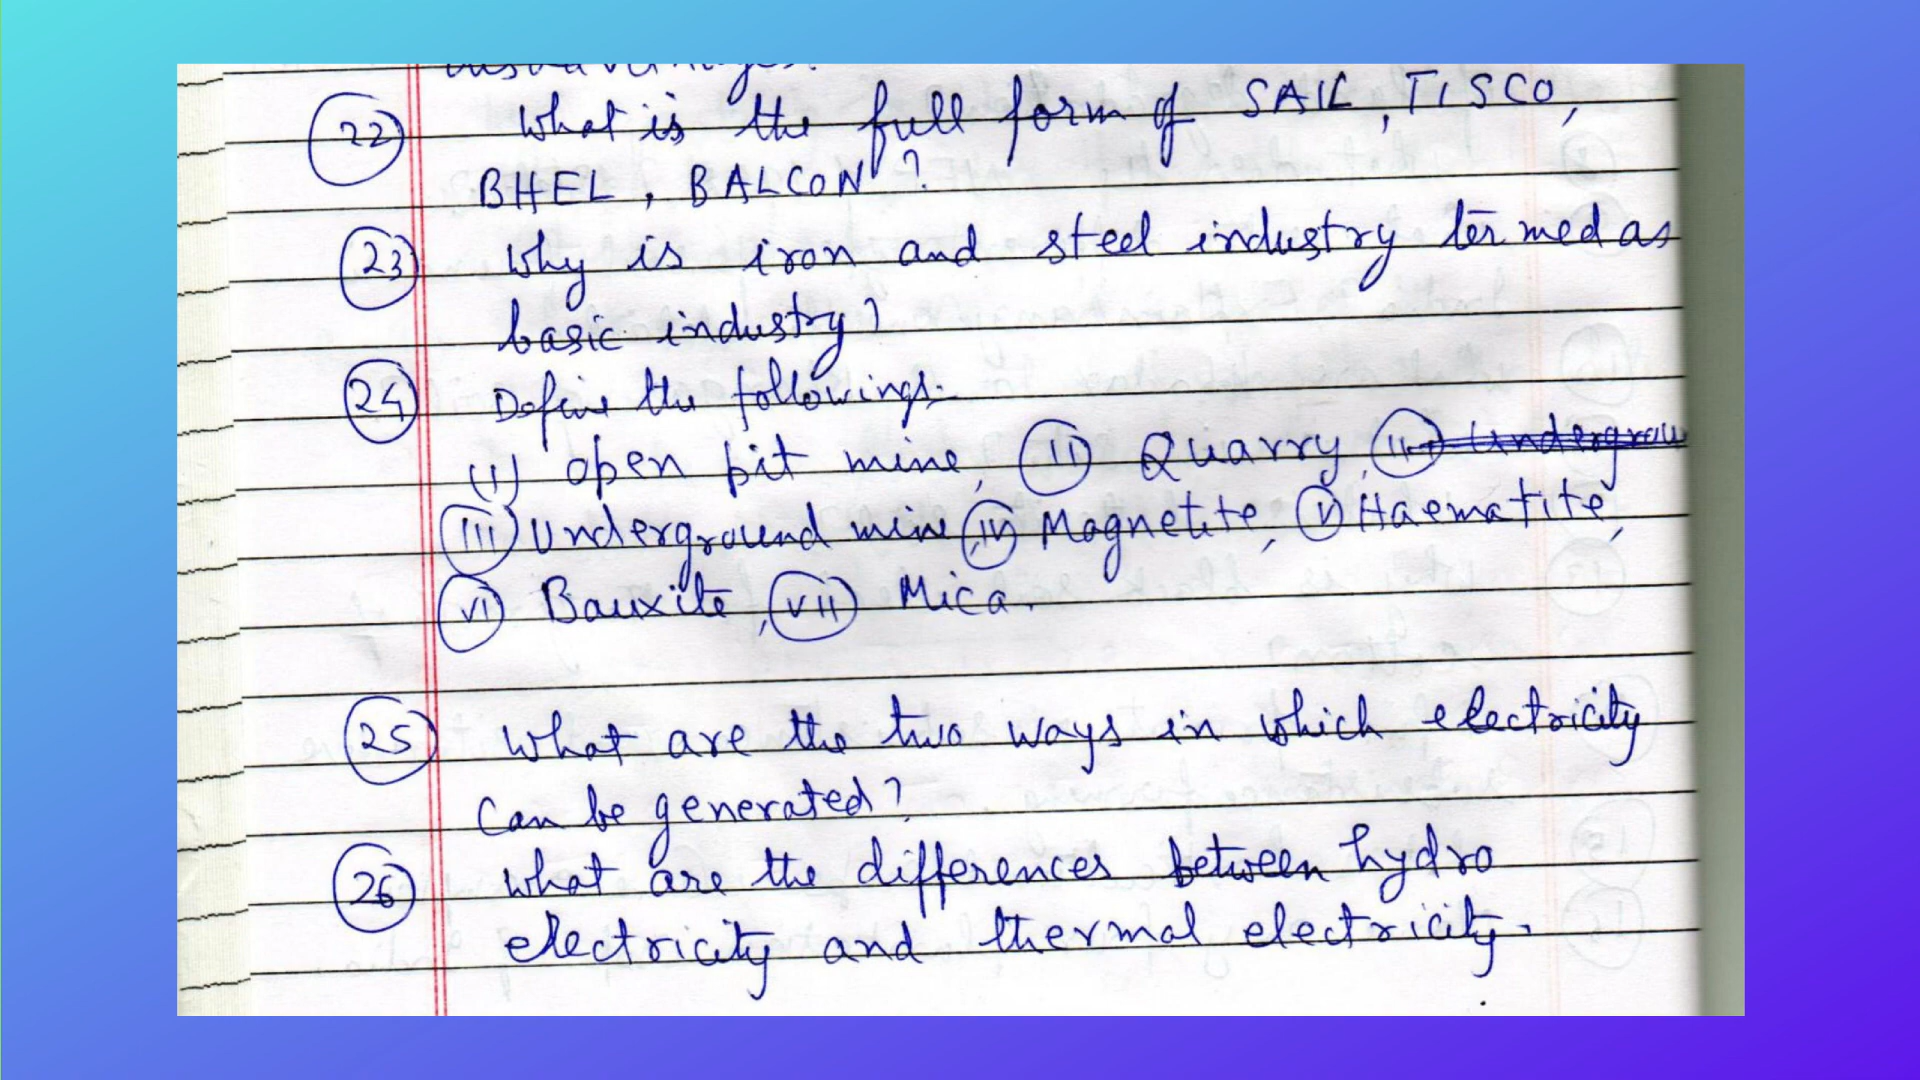 22 What is the full form of SAIL, TISCO,
BHEL, BALCON?
23 Why is iron and steel industry termed as
basic industry?
24 Define the followings:-
(i) Open pit mine, (ii) Quarry, (iii) Undergrou
(iii) Underground mine, (iv) Magnetite, (v) Haematite,
(vi) Bauxite, (vii) Mica.
25 What are the two ways in which electricity
can be generated?
26 What are the differences between hydro
electricity and thermal electricity.